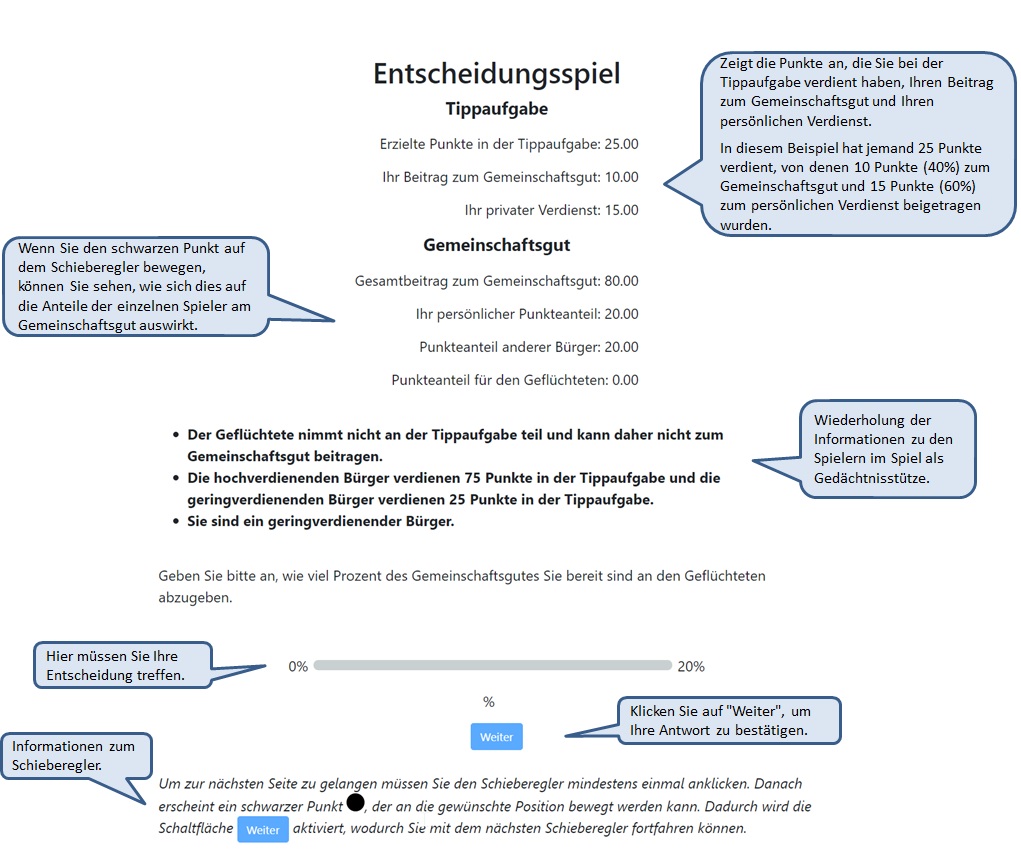 Entscheidungsspiel
Tippaufgabe
Erzielte Punkte in der Tippaufgabe: 25.00
Ihr Beitrag zum Gemeinschaftsgut: 10.00
Ihr privater Verdienst: 15.00
Zeigt die Punkte an, die Sie bei der
Tippaufgabe verdient haben, Ihren Beitrag
zum Gemeinschaftsgut und Ihren
persönlichen Verdienst.
In diesem Beispiel hat jemand 25 Punkte
verdient, von denen 10 Punkte (40%) zum
Gemeinschaftsgut und 15 Punkte (60%)
zum persönlichen Verdienst beigetragen
wurden.
Gemeinschaftsgut
Gesamtbeitrag zum Gemeinschaftsgut: 80.00
Ihr persönlicher Punkteanteil: 20.00
Punkteanteil anderer Bürger: 20.00
Punkteanteil für den Geflüchteten: 0.00
Wenn Sie den schwarzen Punkt auf
dem Schieberegler bewegen,
können Sie sehen, wie sich dies auf
die Anteile der einzelnen Spieler am
Gemeinschaftsgut auswirkt.
• Der Geflüchtete nimmt nicht an der Tippaufgabe teil und kann daher nicht zum
Gemeinschaftsgut beitragen.
• Die hochverdienenden Bürger verdienen 75 Punkte in der Tippaufgabe und die
geringverdienenden Bürger verdienen 25 Punkte in der Tippaufgabe.
• Sie sind ein geringverdienender Bürger.
Wiederholung der
Informationen zu den
Spielern im Spiel als
Gedächtnisstütze.
Geben Sie bitte an, wie viel Prozent des Gemeinschaftsgutes Sie bereit sind an den Geflüchteten
abzugeben.
Hier müssen Sie Ihre
Entscheidung treffen.
0% 20%
%
Weiter
Klicken Sie auf "Weiter", um
Ihre Antwort zu bestätigen.
Informationen zum
Schieberegler.
Um zur nächsten Seite zu gelangen müssen Sie den Schieberegler mindestens einmal anklicken. Danach
erscheint ein schwarzer Punkt , der an die gewünschte Position bewegt werden kann. Dadurch wird die
Schaltfläche Weiter aktiviert, wodurch Sie mit dem nächsten Schieberegler fortfahren können.